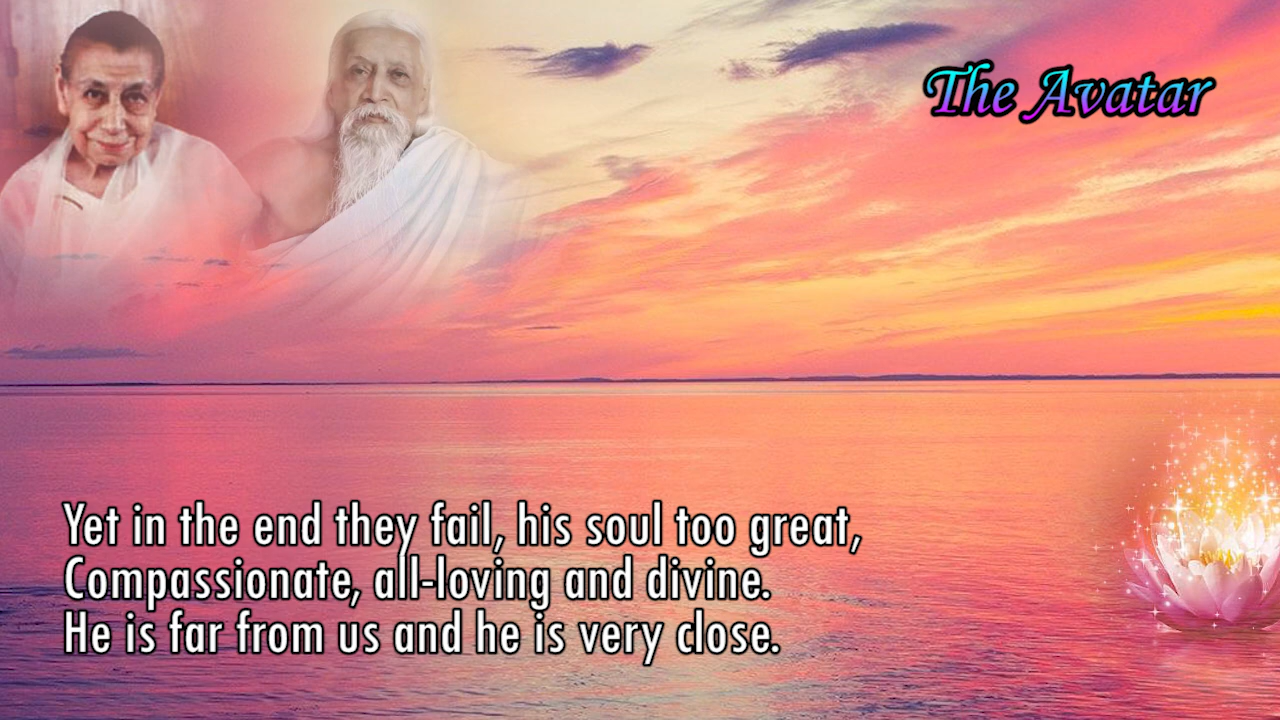 The Avatar
Yet in the end they fail, his soul too great,
Compassionate, all-loving and divine.
He is far from us and he is very close.